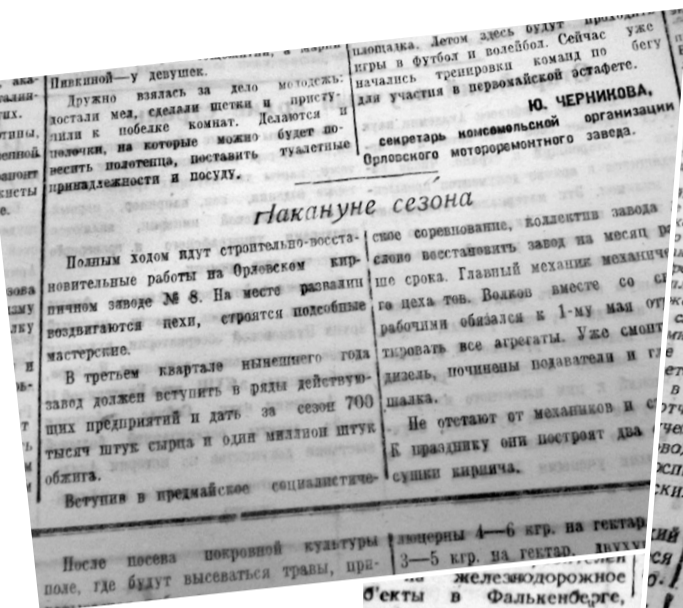 Пивкиной—у девушек.
Дружно взялась за дело молодежь:
достали мел, сделали щетки и присту-
пили к побелке комнат. Делаются и
полочки, на которые можно будет по-
весить полотенца, поставить туалетные
принадлежности и посуду.
площадка. Летом здесь будут проходить
игры в футбол и волейбол. Сейчас уже
начались тренировки команд по бегу
для участия в первомайской эстафете.
Ю. ЧЕРНИКОВА,
секретарь комсомольской организации
Орловского мотороремонтного завода.
Накануне сезона
Полным ходом идут строительно-восста-
новительные работы на Орловском кир-
пичном заводе № 8. На месте развалин
воздвигаются цехи, строятся подсобные
мастерские.
В третьем квартале нынешнего года
завод должен вступить в ряды действую-
щих предприятий и дать за сезон 700
тысяч штук сырца и один миллион штук
обжига.
Вступив в предмайское социалистиче-
ское соревнование, коллектив завода
слово восстановить завод на месяц
ше срока. Главный механик механиче
го цеха тов. Волков вместе со
рабочими обязался к 1-му мая
тировать все агрегаты. Уже смонт
дизель, починены подаватели и
шалка.
Не отстают от механиков и
К празднику они построят два
сушки кирпича.
После посева покровной культуры
поле, где будут высеваться травы, при-
люцерны 4—6 кгр. на гектар
3—5 кгр. на гектар.
железнодорожное
екты в Фалькенберге,